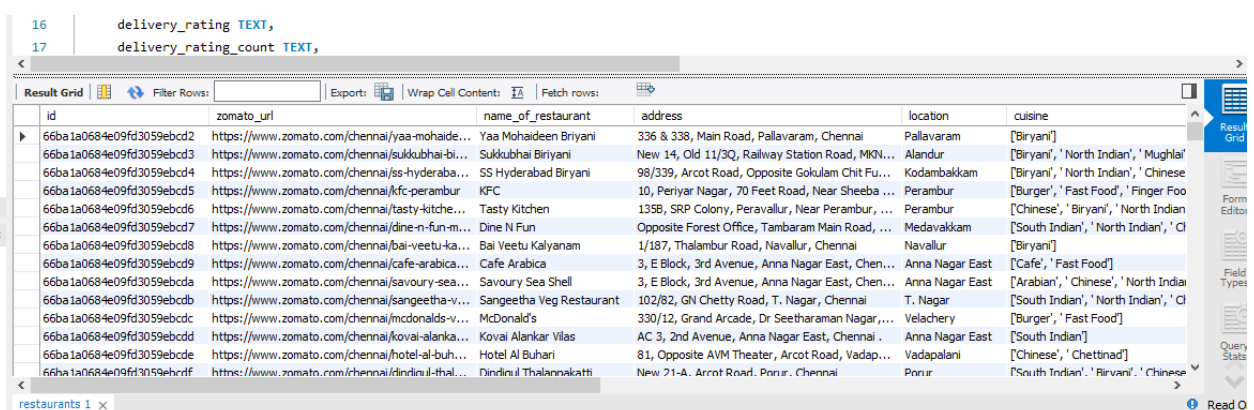 16 delivery_rating TEXT,
17 delivery_rating_count TEXT,
Result Grid Filter Rows: Export: Wrap Cell Content: Fetch rows:
id zomato_url name_of_restaurant address location cuisine
66ba1a0684e09fd3059ebcd2 https://www.zomato.com/chennai/yaa-mohaide... Yaa Mohaideen Briyani 336 & 338, Main Road, Pallavaram, Chennai Pallavaram ['Biryani']
66ba1a0684e09fd3059ebcd3 https://www.zomato.com/chennai/sukkubhai-bi... Sukkubhai Biriyani New 14, Old 11/3Q, Railway Station Road, MKN... Alandur ['Biryani', ' North Indian', ' Mughlai'
66ba1a0684e09fd3059ebcd4 https://www.zomato.com/chennai/ss-hyderaba... SS Hyderabad Biryani 98/339, Arcot Road, Opposite Gokulam Chit Fu... Kodambakkam ['Biryani', ' North Indian', ' Chinese
66ba1a0684e09fd3059ebcd5 https://www.zomato.com/chennai/kfc-perambur KFC 10, Periyar Nagar, 70 Feet Road, Near Sheeba ... Perambur ['Burger', ' Fast Food', ' Finger Foo
66ba1a0684e09fd3059ebcd6 https://www.zomato.com/chennai/tasty-kitche... Tasty Kitchen 135B, SRP Colony, Peravallur, Near Perambur, ... Perambur ['Chinese', ' Biryani', ' North Indian
66ba1a0684e09fd3059ebcd7 https://www.zomato.com/chennai/dine-n-fun-m... Dine N Fun Opposite Forest Office, Tambaram Main Road, ... Medavakkam ['South Indian', ' North Indian', ' Ch
66ba1a0684e09fd3059ebcd8 https://www.zomato.com/chennai/bai-veetu-ka... Bai Veetu Kalyanam 1/187, Thalambur Road, Navallur, Chennai Navallur ['Biryani']
66ba1a0684e09fd3059ebcd9 https://www.zomato.com/chennai/cafe-arabica... Cafe Arabica 3, E Block, 3rd Avenue, Anna Nagar East, Chen... Anna Nagar East ['Cafe', ' Fast Food']
66ba1a0684e09fd3059ebcda https://www.zomato.com/chennai/savoury-sea... Savoury Sea Shell 3, E Block, 3rd Avenue, Anna Nagar East, Chen... Anna Nagar East ['Arabian', ' Chinese', ' North Indian
66ba1a0684e09fd3059ebcdb https://www.zomato.com/chennai/sangeetha-v... Sangeetha Veg Restaurant 102/82, GN Chetty Road, T. Nagar, Chennai T. Nagar ['South Indian', ' North Indian', ' Ch
66ba1a0684e09fd3059ebcdc https://www.zomato.com/chennai/mcdonalds-v... McDonald's 330/12, Grand Arcade, Dr Seetharaman Nagar,... Velachery ['Burger', ' Fast Food']
66ba1a0684e09fd3059ebcdd https://www.zomato.com/chennai/kovai-alanka... Kovai Alankar Vilas AC 3, 2nd Avenue, Anna Nagar East, Chennai . Anna Nagar East ['South Indian']
66ba1a0684e09fd3059ebcde https://www.zomato.com/chennai/hotel-al-buh... Hotel Al Buhari 81, Opposite AVM Theater, Arcot Road, Vadap... Vadapalani ['Chinese', ' Chettinad']
66ba1a0684e09fd3059ebcdf https://www.zomato.com/chennai/dindigul-thal... Dindigul Thalappakatti New 21-A, Arcot Road, Porur, Chennai Porur ['South Indian', ' Biryani', ' Chinese
Result
Grid
Form
Editor
Field
Types
Query
Stats
restaurants 1 Read O